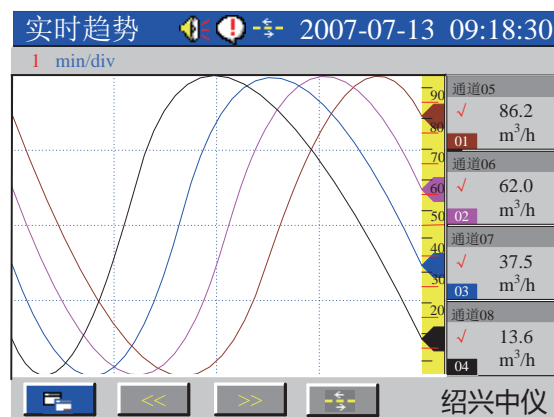 实时趋势 2007-07-13 09:18:30
1 min/div
90
80
70
60
50
40
30
20
通道05
√ 86.2
01 m³/h
通道06
√ 62.0
02 m³/h
通道07
√ 37.5
03 m³/h
通道08
√ 13.6
04 m³/h
<< >> 绍兴中仪